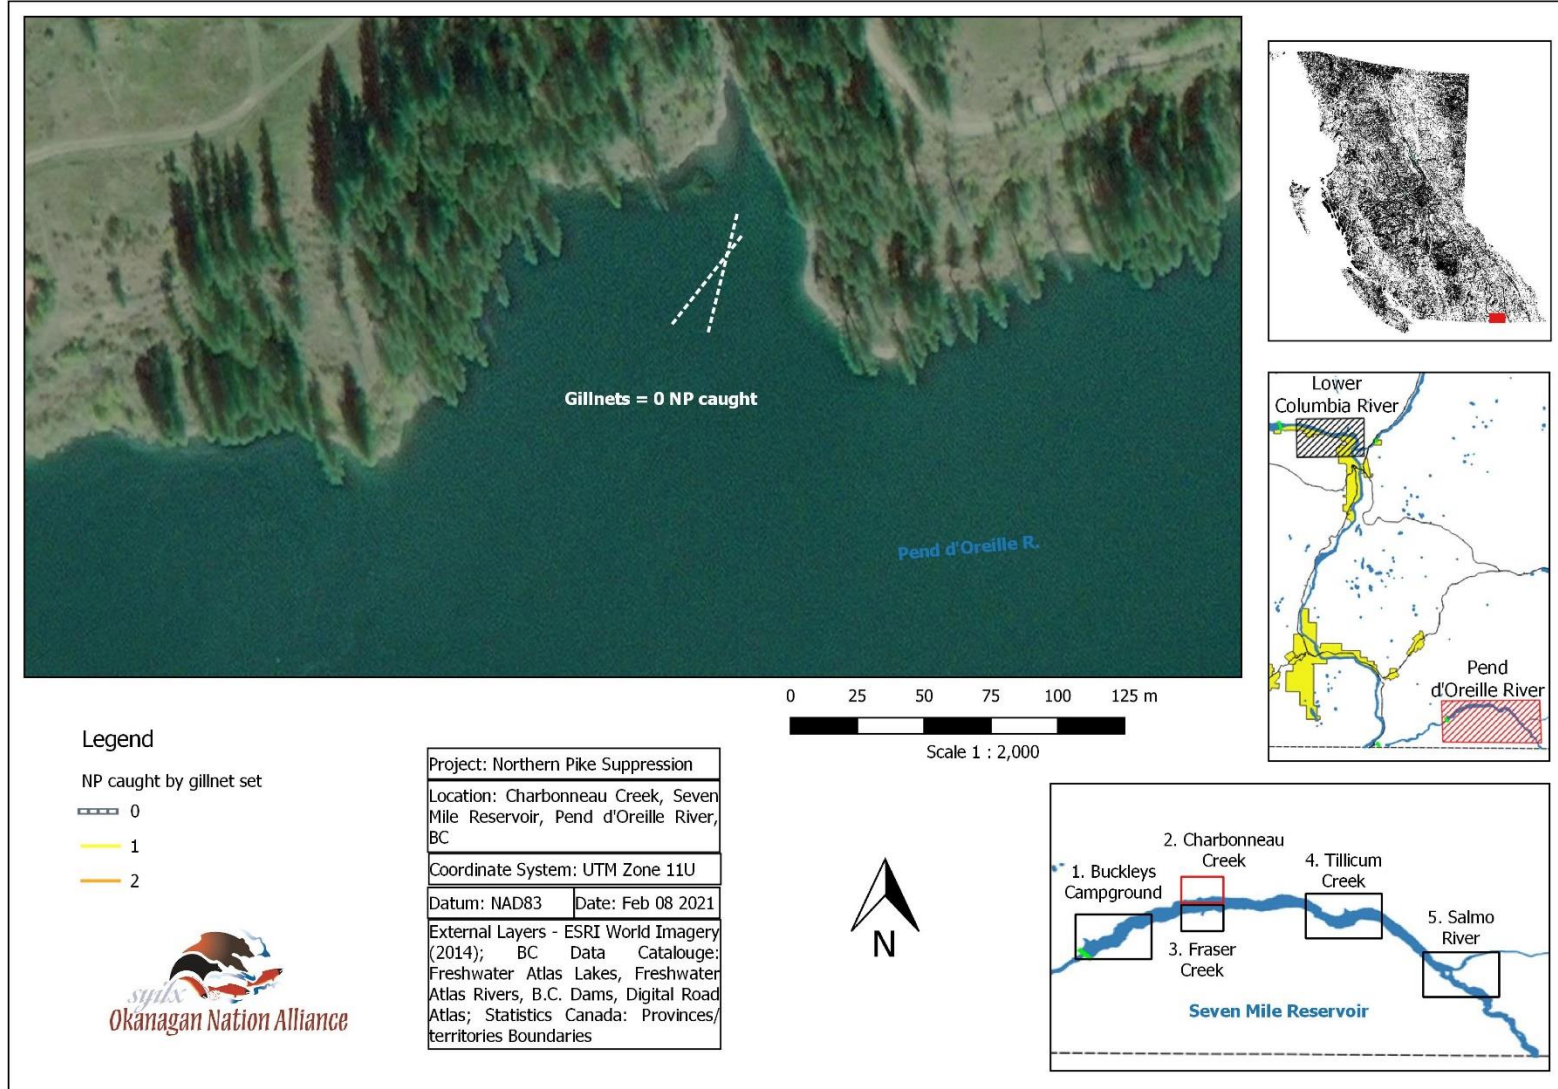 Gillnets = 0 NP caught
Pend d'Oreille R.
Lower
Columbia River
Pend
d'Oreille River
0 25 50 75 100 125 m
Scale 1 : 2,000
Legend
NP caught by gillnet set
0
1
2
syilx
Okanagan Nation Alliance
Project: Northern Pike Suppression
Location: Charbonneau Creek, Seven
Mile Reservoir, Pend d'Oreille River,
BC
Coordinate System: UTM Zone 11U
Datum: NAD83 Date: Feb 08 2021
External Layers - ESRI World Imagery
(2014); BC Data Catalouge:
Freshwater Atlas Lakes, Freshwater
Atlas Rivers, B.C. Dams, Digital Road
Atlas; Statistics Canada: Provinces/
territories Boundaries
N
1. Buckleys
Campground
2. Charbonneau
Creek
3. Fraser
Creek
4. Tillicum
Creek
5. Salmo
River
Seven Mile Reservoir